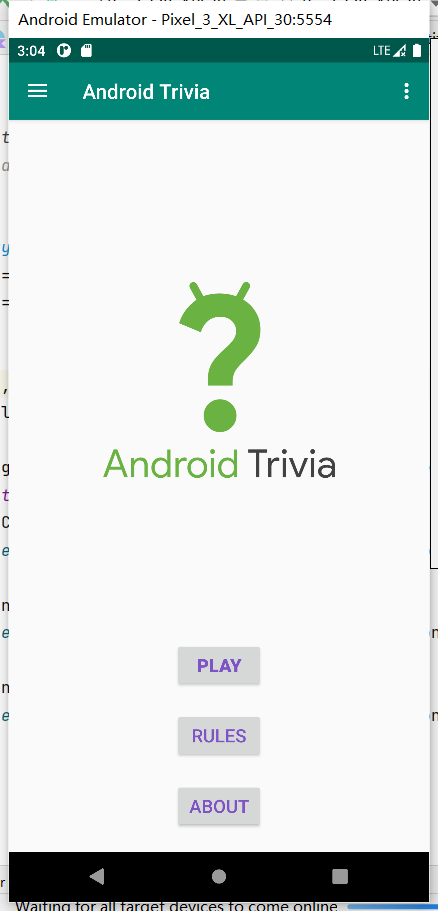 Android Emulator - Pixel_3_XL_API_30:5554
3:04
LTE
Android Trivia
Android Trivia
PLAY
RULES
ABOUT
Waiting for all target devices to come online